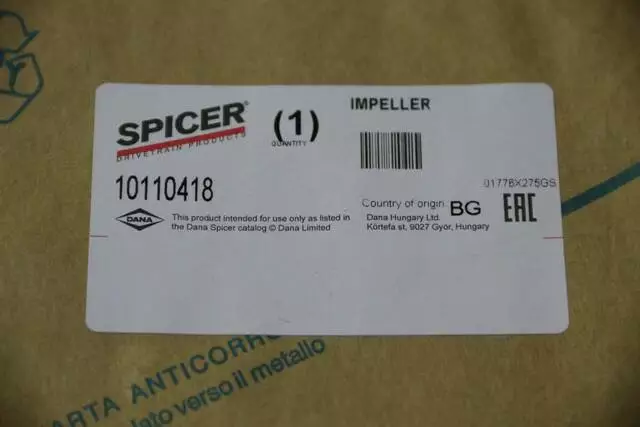 SPICER®
DRIVETRAIN PRODUCTS
(1)
QUANTITY
IMPELLER
10110418
01776X275GS
Country of origin BG
EAC
DANA
This product intended for use only as listed in
the Dana Spicer catalog © Dana Limited
Dana Hungary Ltd.
Körtefa st, 9027 Gyor, Hungary
ARTA ANTICORRO
lato verso il metallo